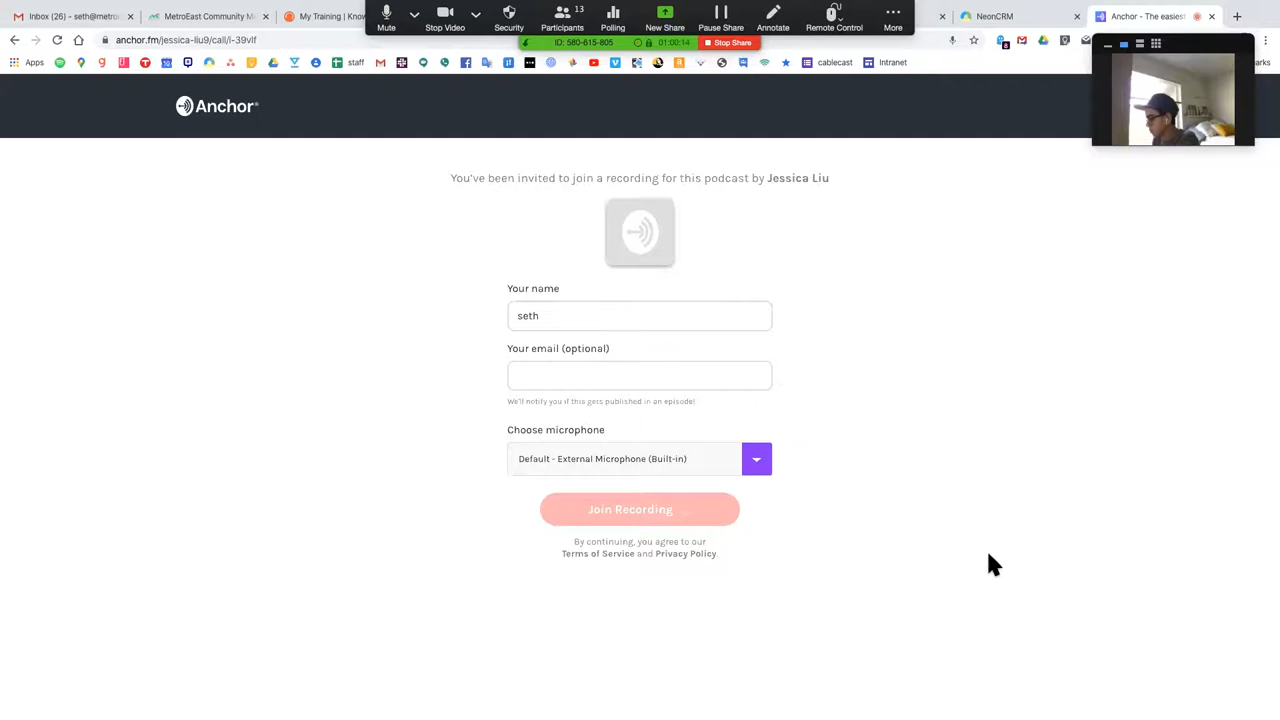 Inbox (26) - seth@metro
MetroEast Community M
My Training | Know
NeonCRM
Anchor - The easiest
Mute
Stop Video
Security
13
Participants
Polling
New Share
Pause Share
Annotate
Remote Control
More
ID: 580-615-805
01:00:14
Stop Share
anchor.fm/jessica-liu9/call/i-39vlf
Apps
staff
cablecast
Intranet
Anchor
You've been invited to join a recording for this podcast by Jessica Liu
Your name
seth
Your email (optional)
We'll notify you if this gets published in an episode!
Choose microphone
Default - External Microphone (Built-in)
Join Recording
By continuing, you agree to our
Terms of Service and Privacy Policy.